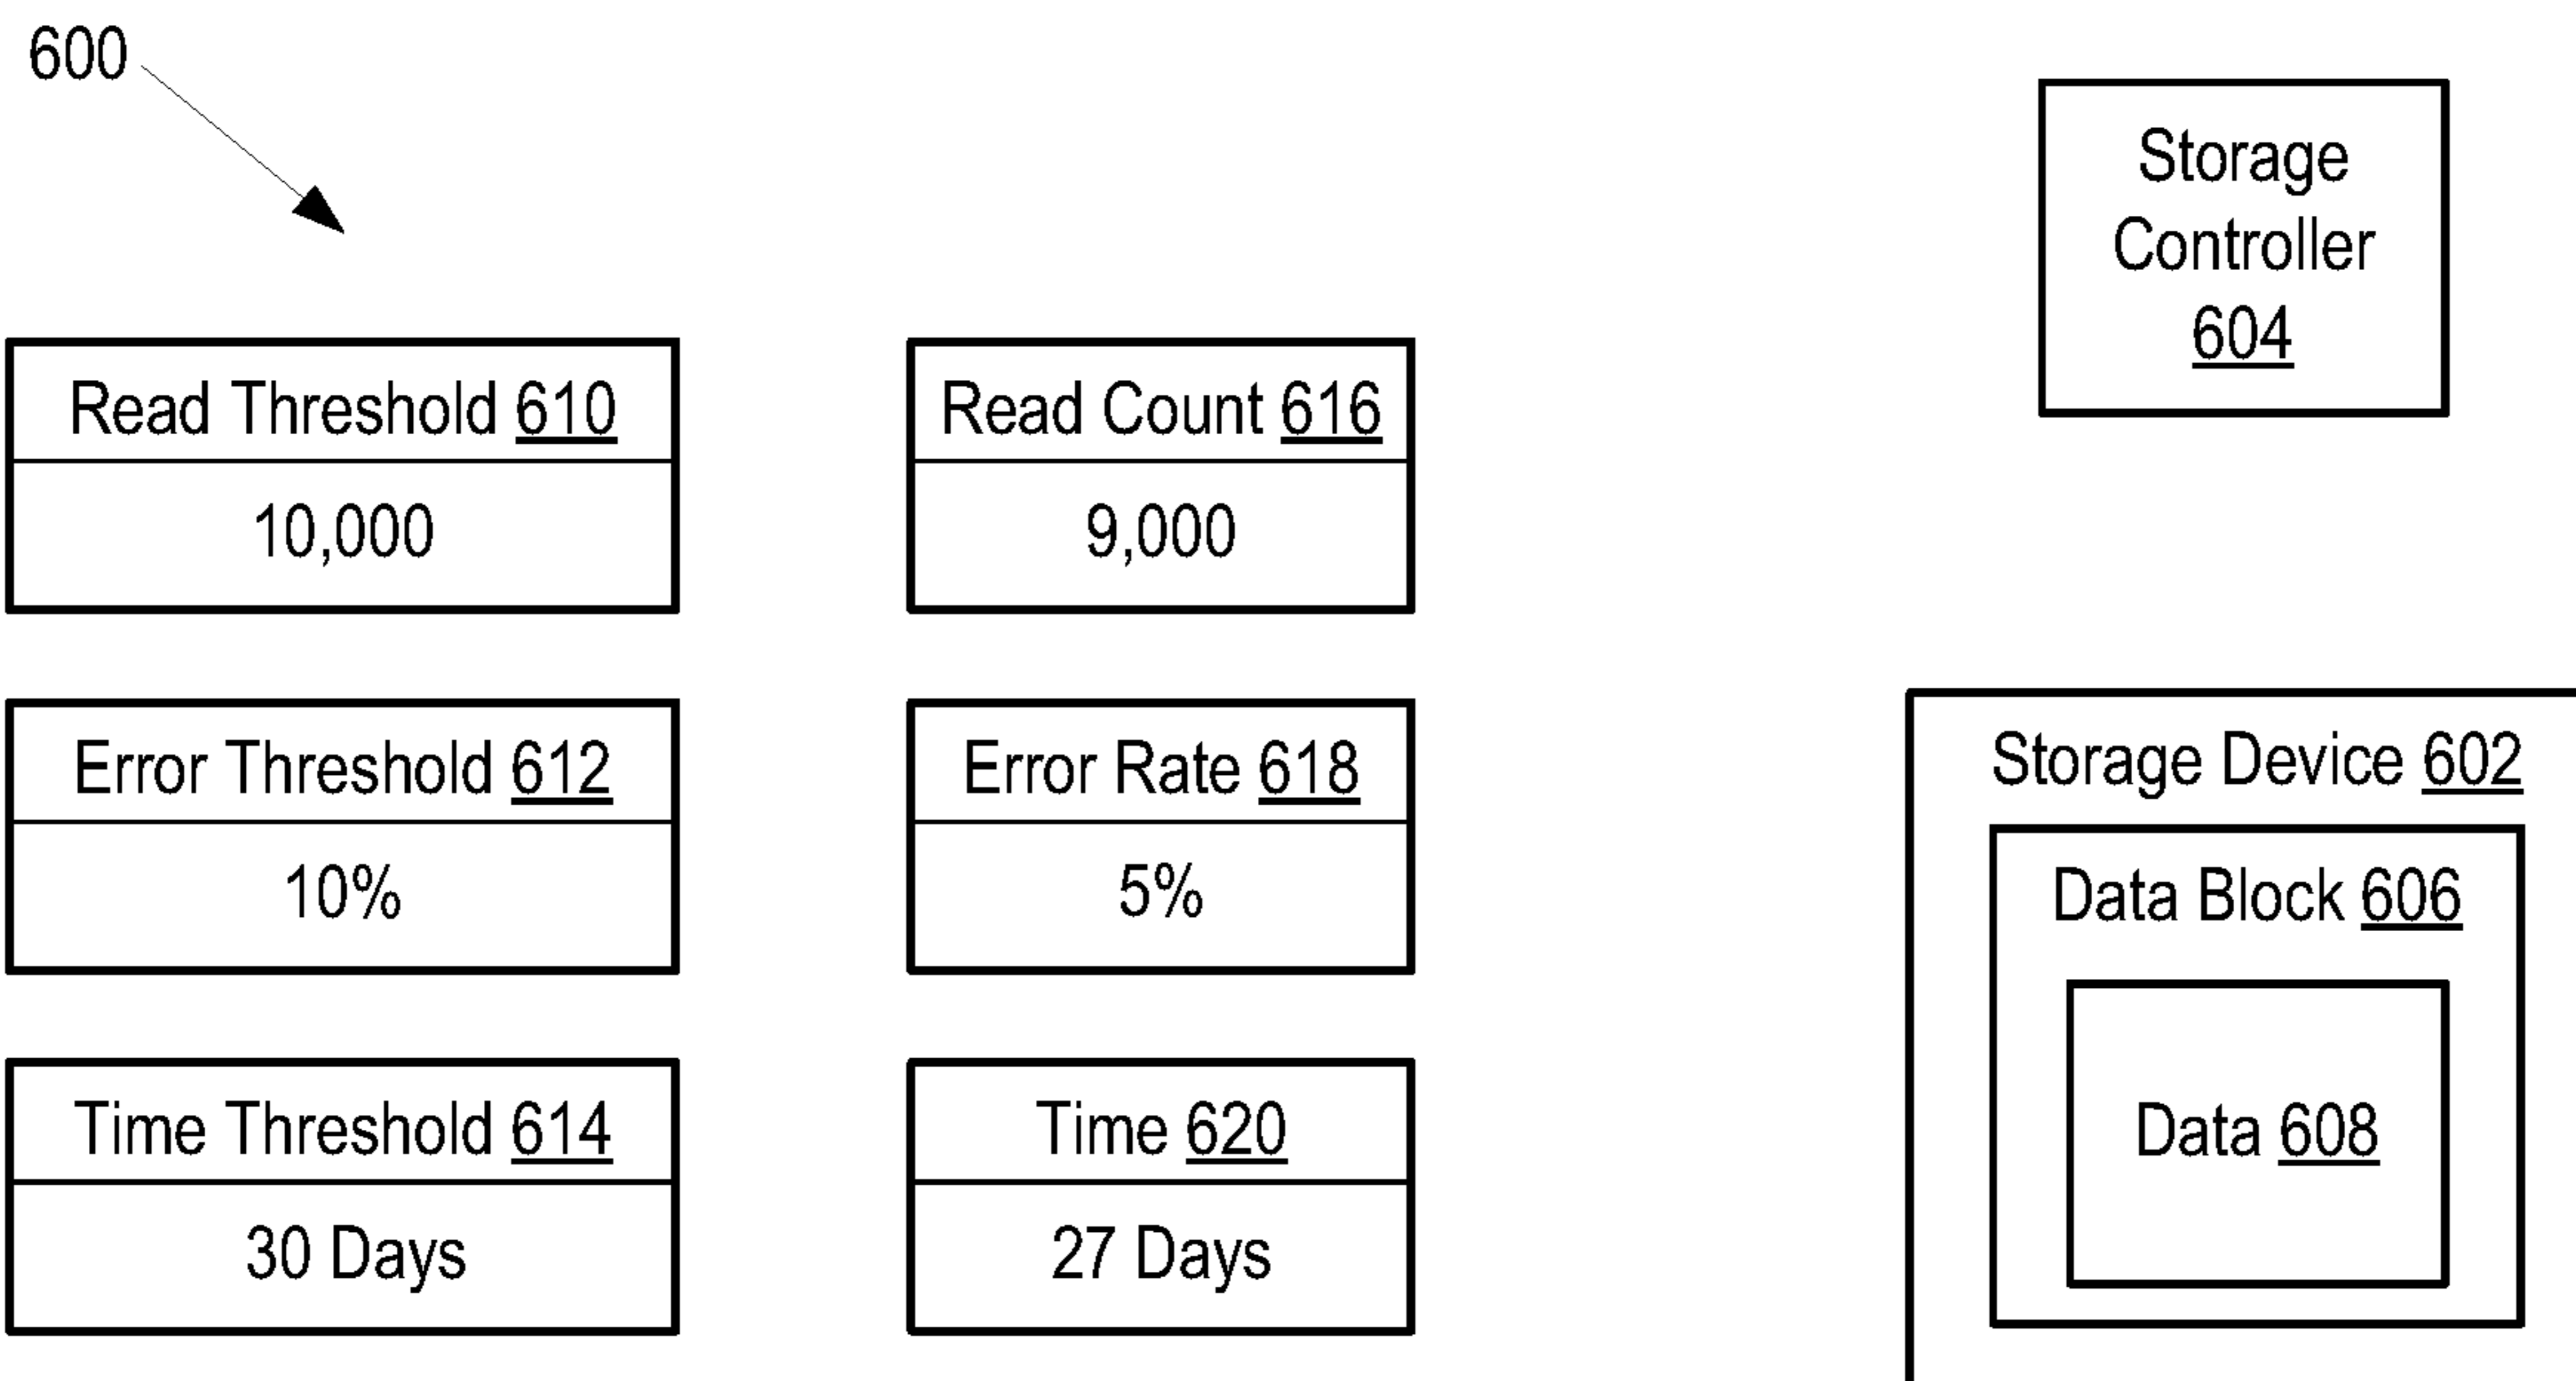 600
Storage
Controller
604
Read Threshold 610
10,000
Read Count 616
9,000
Error Threshold 612
10%
Error Rate 618
5%
Storage Device 602
Data Block 606
Data 608
Time Threshold 614
30 Days
Time 620
27 Days